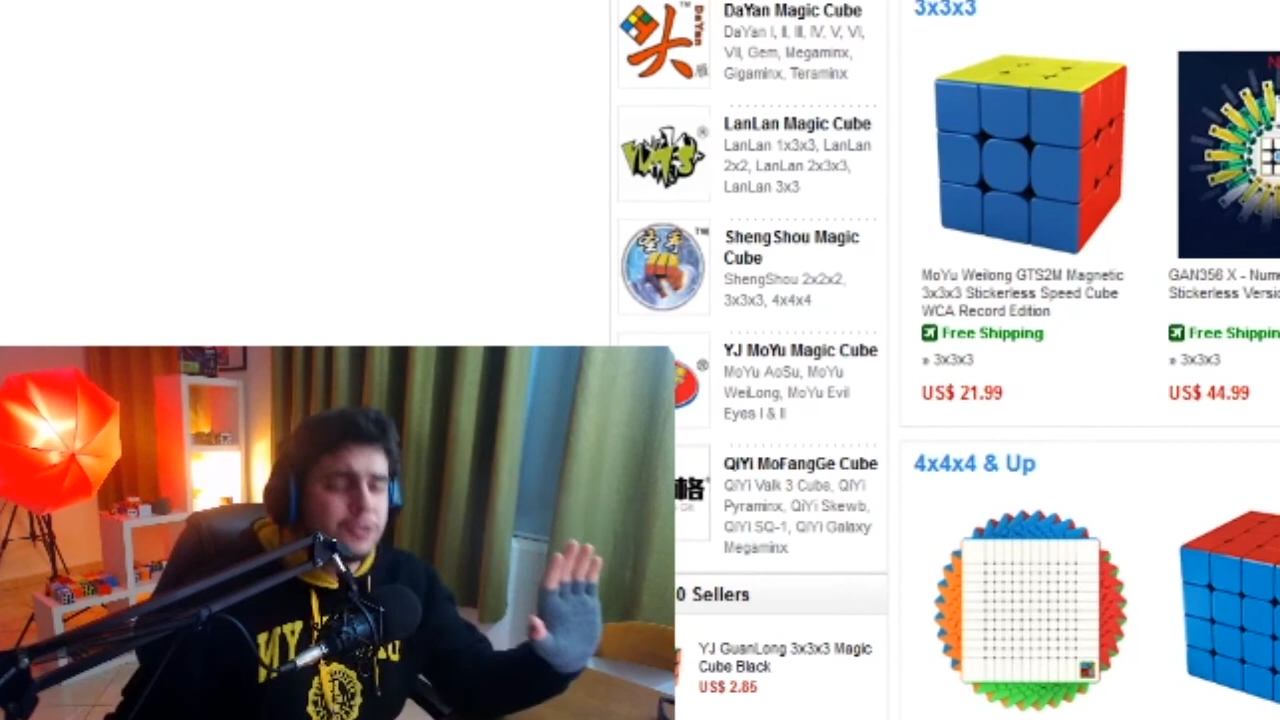 DaYan Magic Cube
DaYan I, II, III, IV, V, VI,
VII, Gem, Megaminx,
Gigaminx, Teraminx
LanLan Magic Cube
LanLan 1x3x3, LanLan
2x2, LanLan 2x3x3,
LanLan 3x3
ShengShou Magic
Cube
ShengShou 2x2x2,
3x3x3, 4x4x4
YJ MoYu Magic Cube
MoYu AoSu, MoYu
WeiLong, MoYu Evil
Eyes I & II
QiYi MoFangGe Cube
QiYi Valk 3 Cube, QIYI
Pyraminx, QiYi Skewb,
QiYi SQ-1, QiYi Galaxy
Megaminx
0 Sellers
YJ GuanLong 3x3x3 Magic
Cube Black
US$ 2.85
3x3x3
MoYu Weilong GTS2M Magnetic
3x3x3 Stickerless Speed Cube
WCA Record Edition
Free Shipping
» 3x3x3
US$ 21.99
GAN356 X - Nume
Stickerless Versio
Free Shippin
» 3x3x3
US$ 44.99
4x4x4 & Up